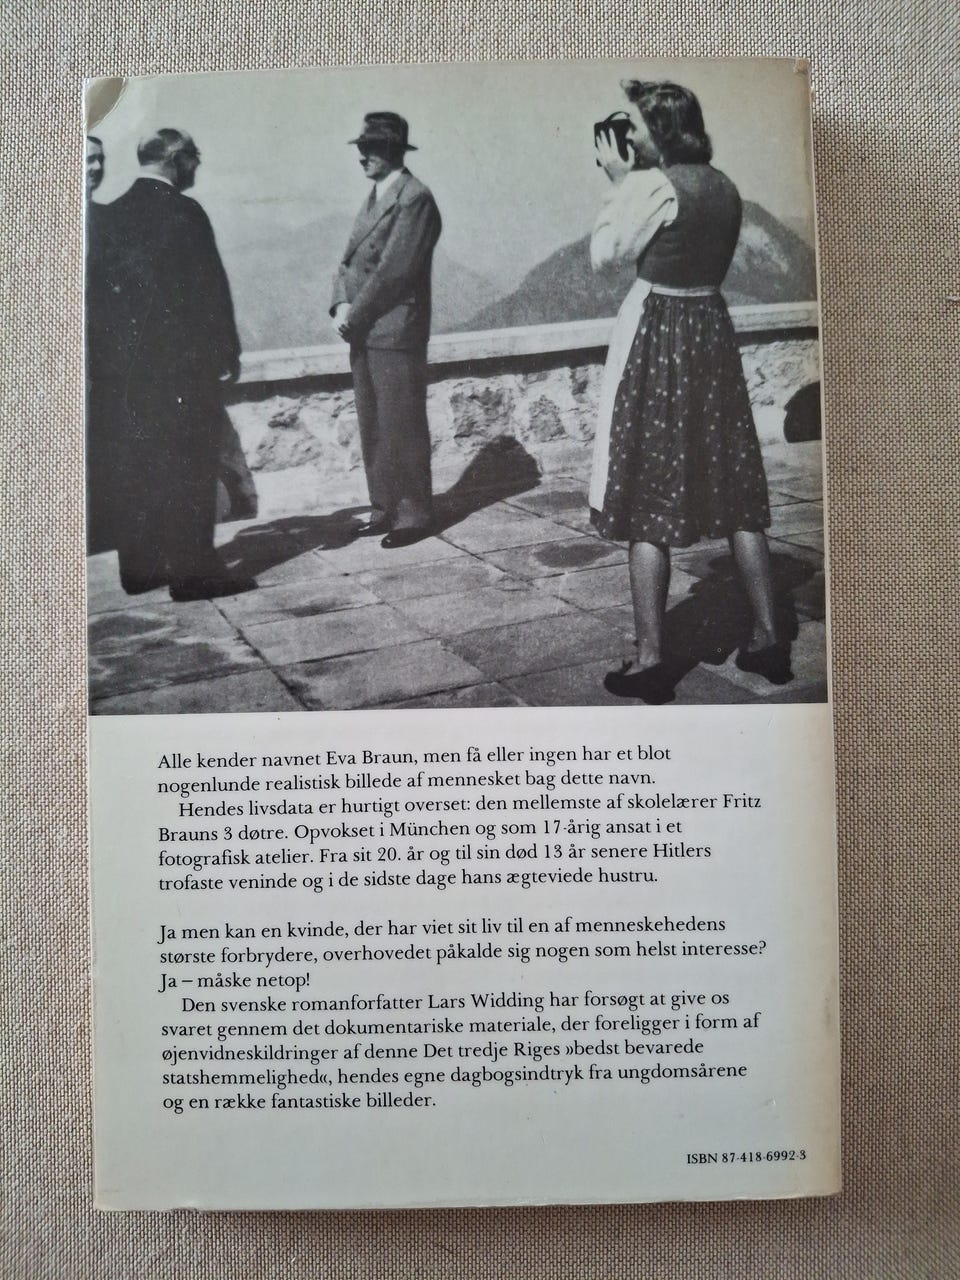 Alle kender navnet Eva Braun, men få eller ingen har et blot
nogenlunde realistisk billede af mennesket bag dette navn.
Hendes livsdata er hurtigt overset: den mellemste af skolelærer Fritz
Brauns 3 døtre. Opvokset i München og som 17-årig ansat i et
fotografisk atelier. Fra sit 20. år og til sin død 13 år senere Hitlers
trofaste veninde og i de sidste dage hans ægteviede hustru.
Ja men kan en kvinde, der har viet sit liv til en af menneskehedens
største forbrydere, overhovedet påkalde sig nogen som helst interesse?
Ja – måske netop!
Den svenske romanforfatter Lars Widding har forsøgt at give os
svaret gennem det dokumentariske materiale, der foreligger i form af
øjenvidneskildringer af denne Det tredje Riges »bedst bevarede
statshemmelighed«, hendes egne dagbogsindtryk fra ungdomsårene
og en række fantastiske billeder.
ISBN 87-418-6992-3